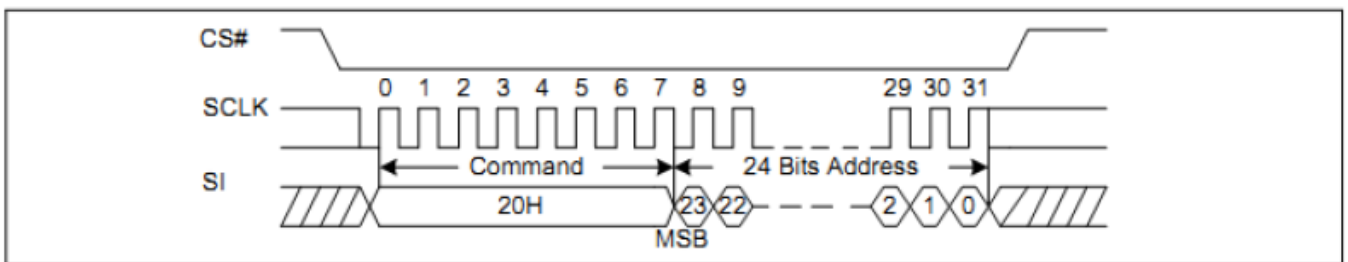 CS#
0 1 2 3 4 5 6 7 8 9 29 30 31
SCLK
Command 24 Bits Address
SI
20H 23 22 2 1 0
MSB